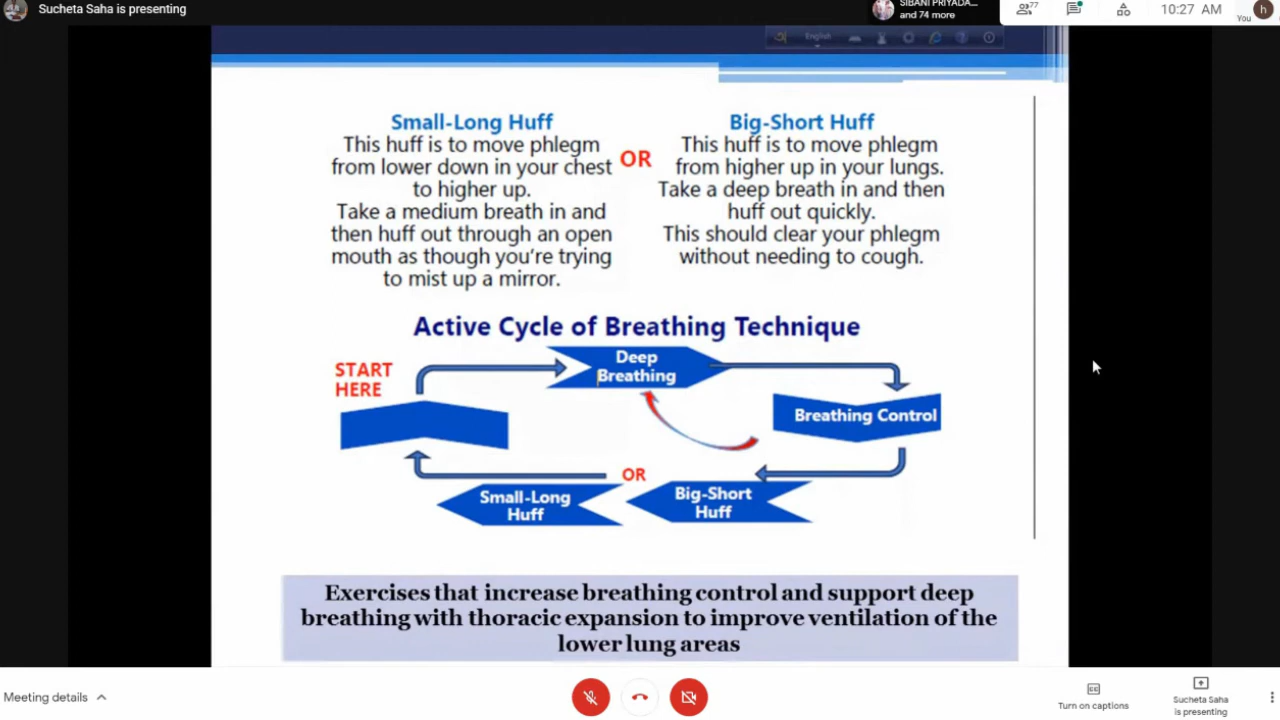 Sucheta Saha is presenting
SIBANI PRIYADA...
and 74 more
77
10:27 AM
You
h
English
Small-Long Huff
This huff is to move phlegm
from lower down in your chest
to higher up.
Take a medium breath in and
then huff out through an open
mouth as though you're trying
to mist up a mirror.
OR
Big-Short Huff
This huff is to move phlegm
from higher up in your lungs.
Take a deep breath in and then
huff out quickly.
This should clear your phlegm
without needing to cough.
Active Cycle of Breathing Technique
START
HERE
Deep
Breathing
Breathing Control
OR
Small-Long
Huff
Big-Short
Huff
Exercises that increase breathing control and support deep
breathing with thoracic expansion to improve ventilation of the
lower lung areas
Meeting details
Turn on captions
Sucheta Saha
is presenting